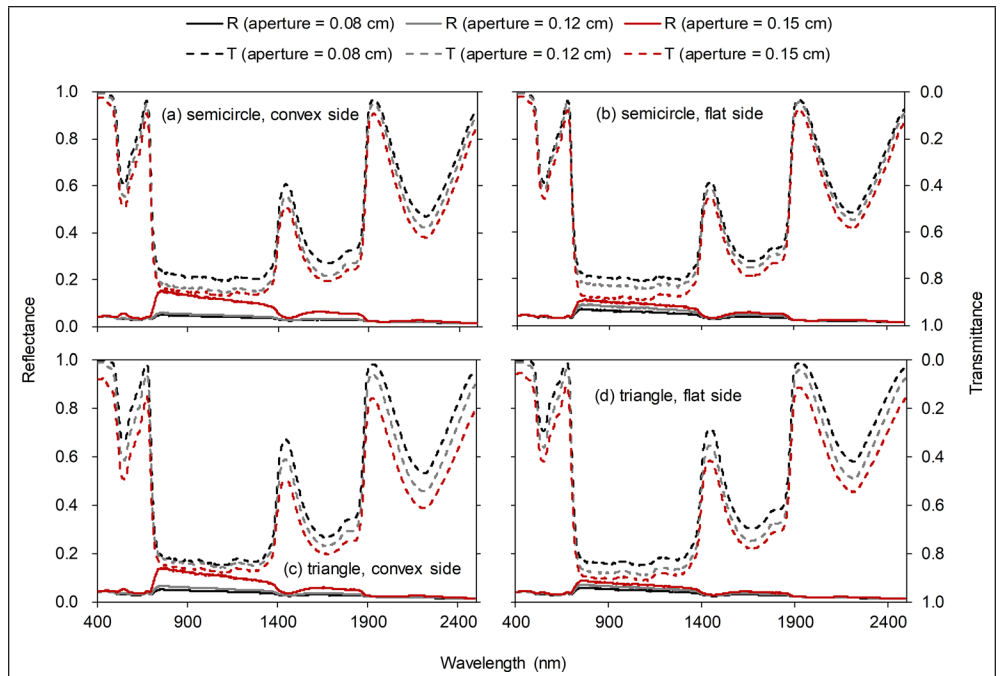 R (aperture = 0.08 cm) R (aperture = 0.12 cm) R (aperture = 0.15 cm)
T (aperture = 0.08 cm) T (aperture = 0.12 cm) T (aperture = 0.15 cm)
1.0 0.0
(a) semicircle, convex side (b) semicircle, flat side
0.8 0.2
0.6 0.4
0.4 0.6
0.2 0.8
0.0 1.0
Reflectance
Transmittance
1.0 0.0
(d) triangle, flat side
0.8 0.2
0.6 0.4
0.4 0.6
0.2 0.8
(c) triangle, convex side
0.0 1.0
400 900 1400 1900 2400 400 900 1400 1900 2400
Wavelength (nm)